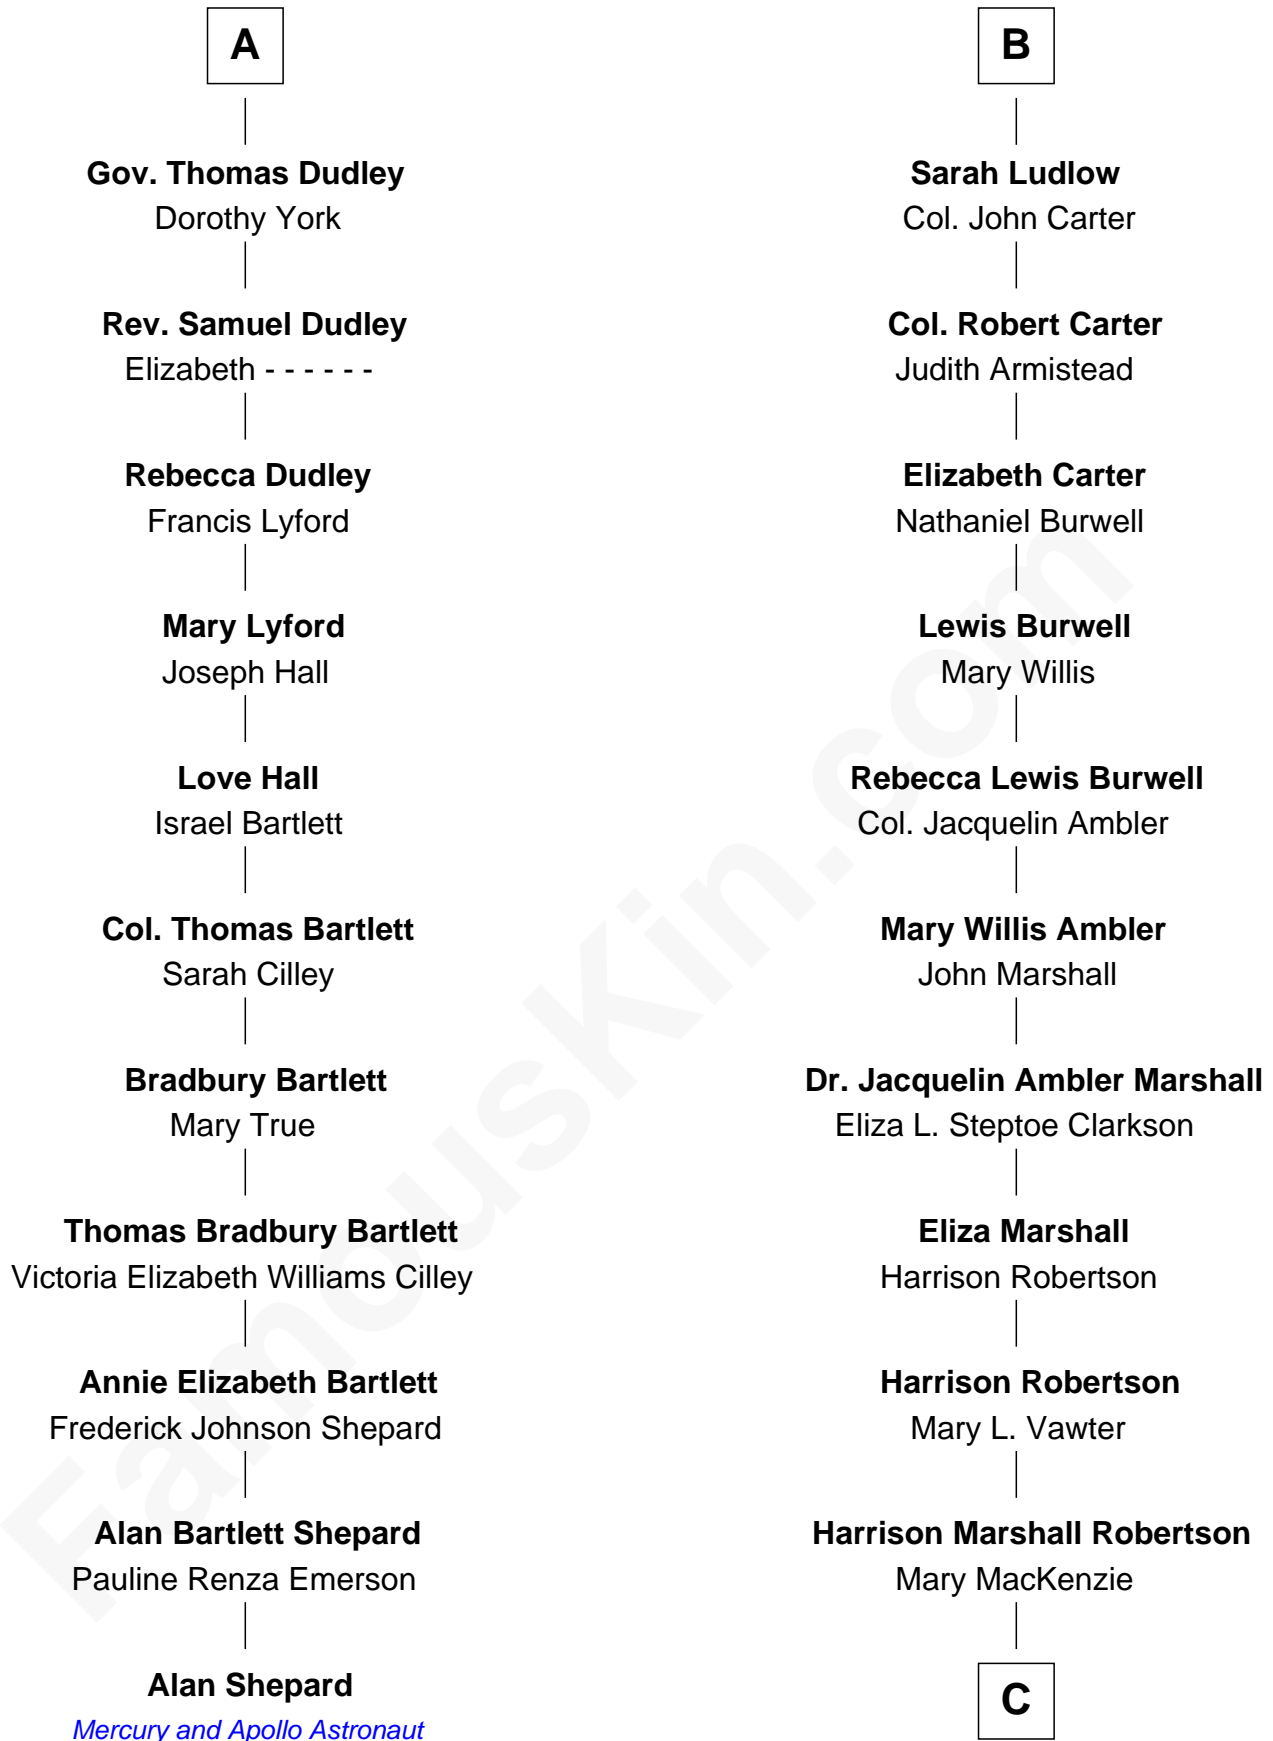 A
Gov. Thomas Dudley
Dorothy York
Rev. Samuel Dudley
Elizabeth - - - - - -
Rebecca Dudley
Francis Lyford
Mary Lyford
Joseph Hall
Love Hall
Israel Bartlett
Col. Thomas Bartlett
Sarah Cilley
Bradbury Bartlett
Mary True
Thomas Bradbury Bartlett
Victoria Elizabeth Williams Cilley
Annie Elizabeth Bartlett
Frederick Johnson Shepard
Alan Bartlett Shepard
Pauline Renza Emerson
Alan Shepard
Mercury and Apollo Astronaut
B
Sarah Ludlow
Col. John Carter
Col. Robert Carter
Judith Armistead
Elizabeth Carter
Nathaniel Burwell
Lewis Burwell
Mary Willis
Rebecca Lewis Burwell
Col. Jacquelin Ambler
Mary Willis Ambler
John Marshall
Dr. Jacquelin Ambler Marshall
Eliza L. Steptoe Clarkson
Eliza Marshall
Harrison Robertson
Harrison Robertson
Mary L. Vawter
Harrison Marshall Robertson
Mary MacKenzie
C
FamousKin.com